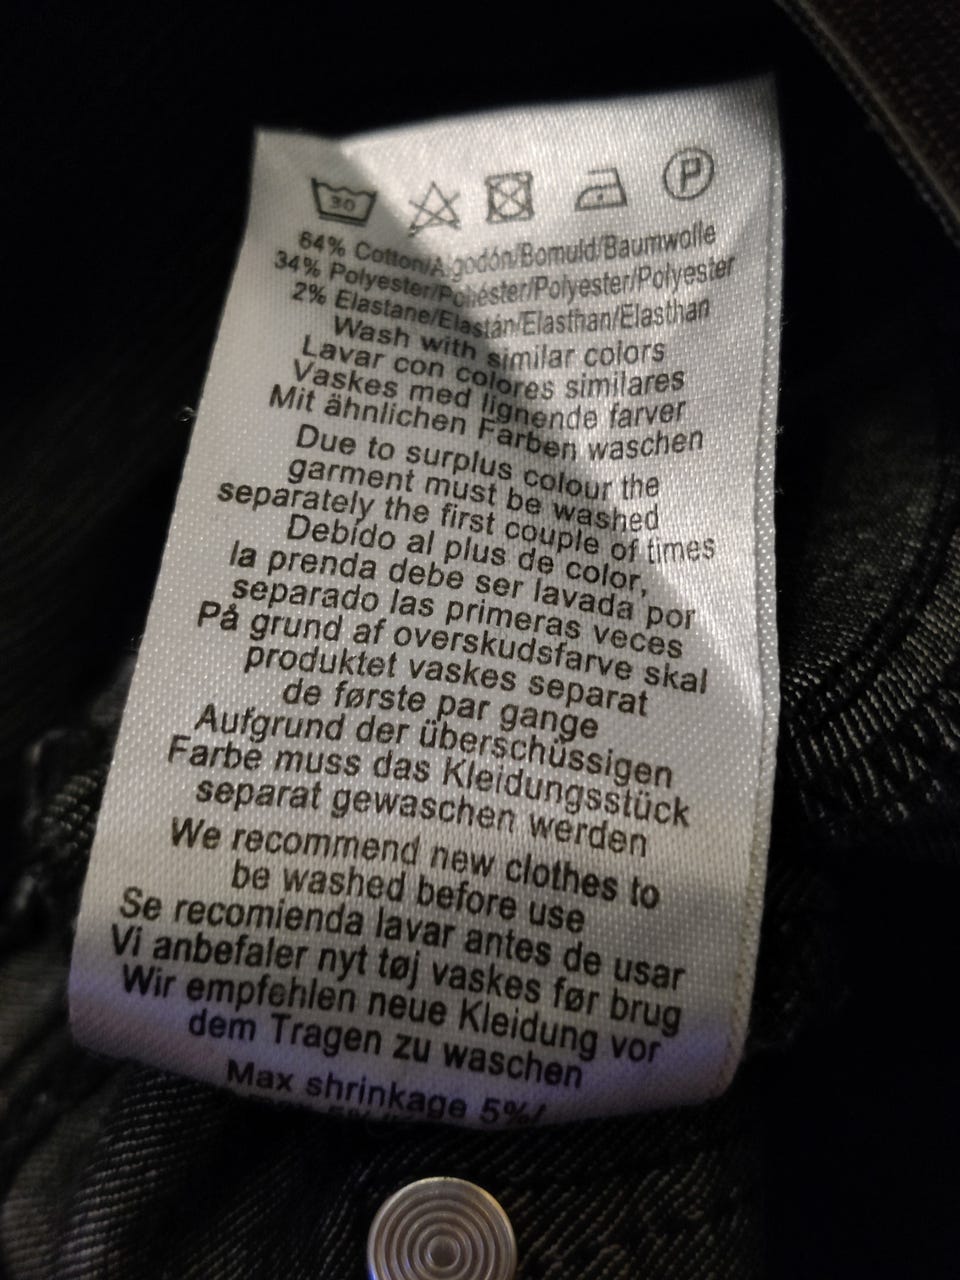 30 P
64% Cotton/Algodón/Bomuld/Baumwolle
34% Polyester/Poliéster/Polyester/Polyester
2% Elastane/Elastán/Elasthan/Elasthan
Wash with similar colors
Lavar con colores similares
Vaskes med lignende farver
Mit ähnlichen Farben waschen
Due to surplus colour the
garment must be washed
separately the first couple of times
Debido al plus de color,
la prenda debe ser lavada por
separado las primeras veces
På grund af overskudsfarve skal
produktet vaskes separat
de første par gange
Aufgrund der überschüssigen
Farbe muss das Kleidungsstück
separat gewaschen werden
We recommend new clothes to
be washed before use
Se recomienda lavar antes de usar
Vi anbefaler nyt tøj vaskes før brug
Wir empfehlen neue Kleidung vor
dem Tragen zu waschen
Max shrinkage 5%/